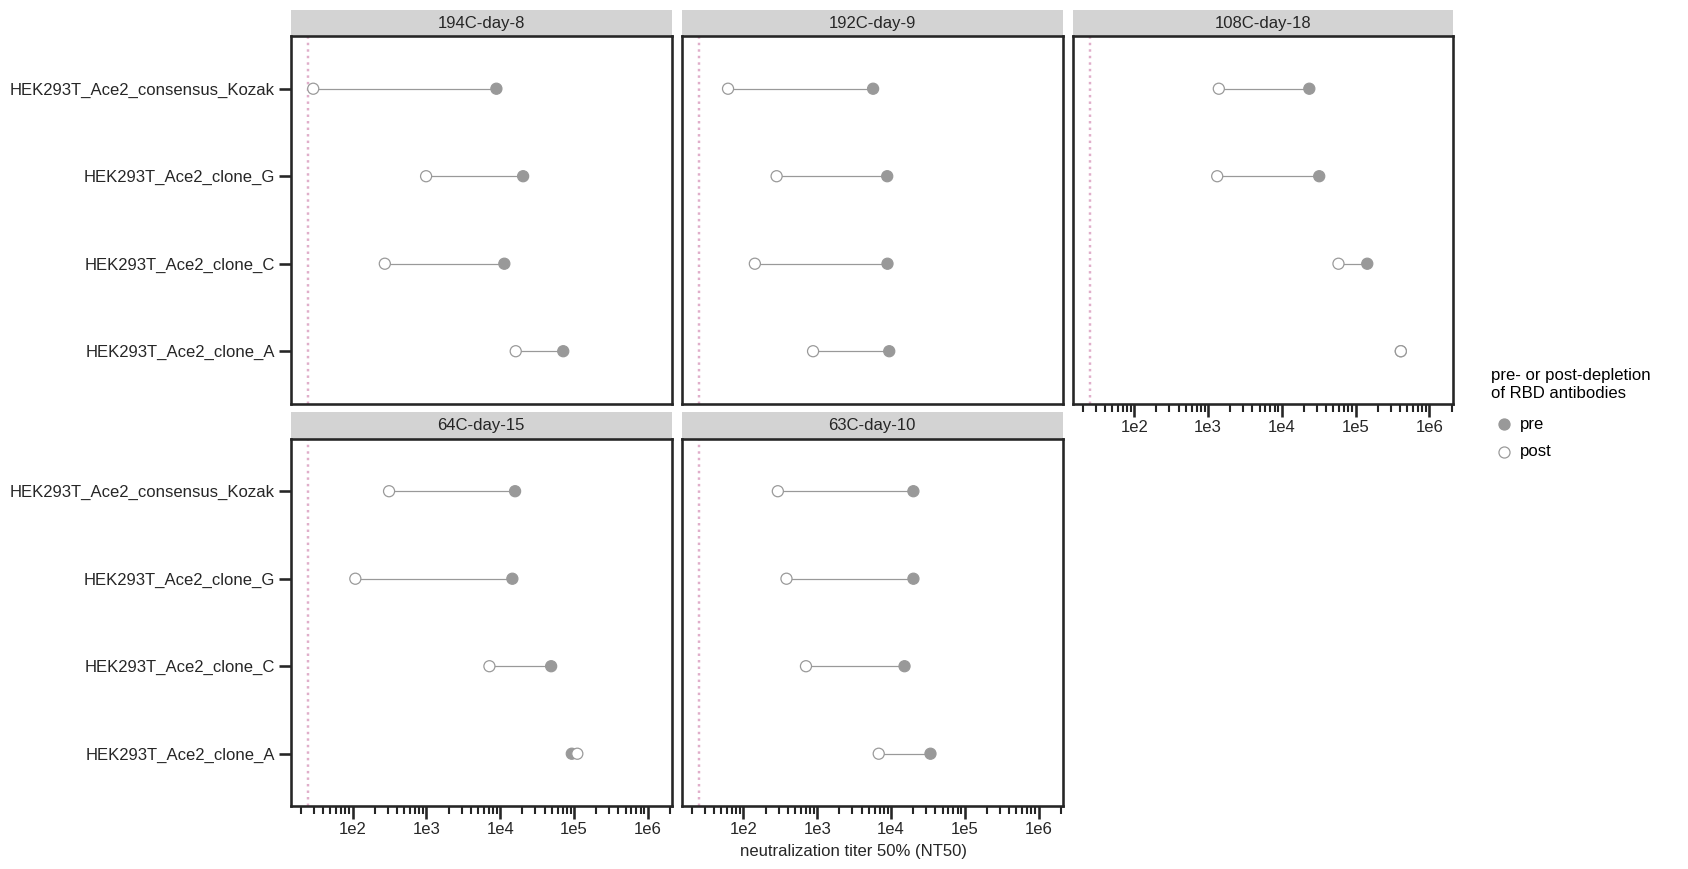 194C-day-8
192C-day-9
108C-day-18
HEK293T_Ace2_consensus_Kozak
HEK293T_Ace2_clone_G
HEK293T_Ace2_clone_C
HEK293T_Ace2_clone_A
1e2 1e3 1e4 1e5 1e6
pre- or post-depletion
of RBD antibodies
pre
post
64C-day-15
63C-day-10
HEK293T_Ace2_consensus_Kozak
HEK293T_Ace2_clone_G
HEK293T_Ace2_clone_C
HEK293T_Ace2_clone_A
1e2 1e3 1e4 1e5 1e6
1e2 1e3 1e4 1e5 1e6
neutralization titer 50% (NT50)